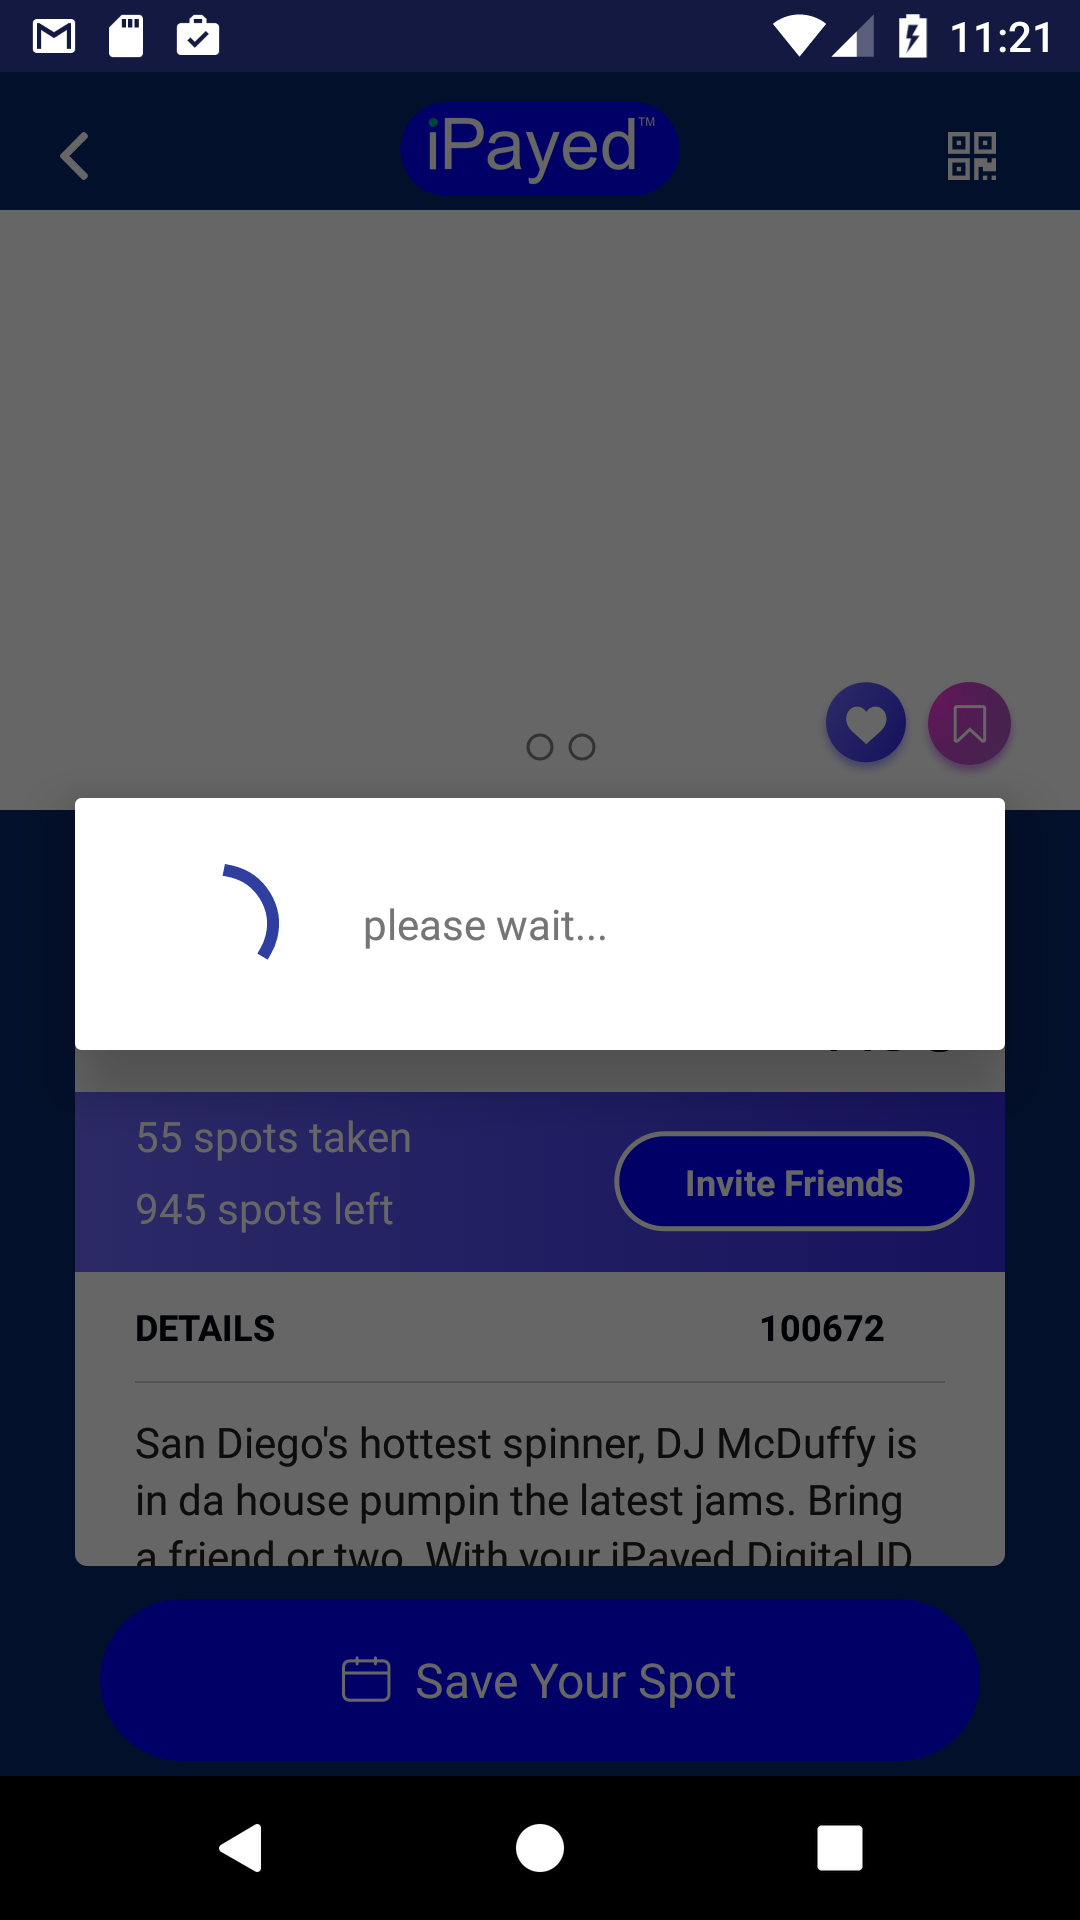 11:21
iPayed™
please wait...
55 spots taken
Invite Friends
945 spots left
DETAILS
100672
San Diego's hottest spinner, DJ McDuffy is
in da house pumpin the latest jams. Bring
a friend or two. With your iPayed Digital ID
Save Your Spot